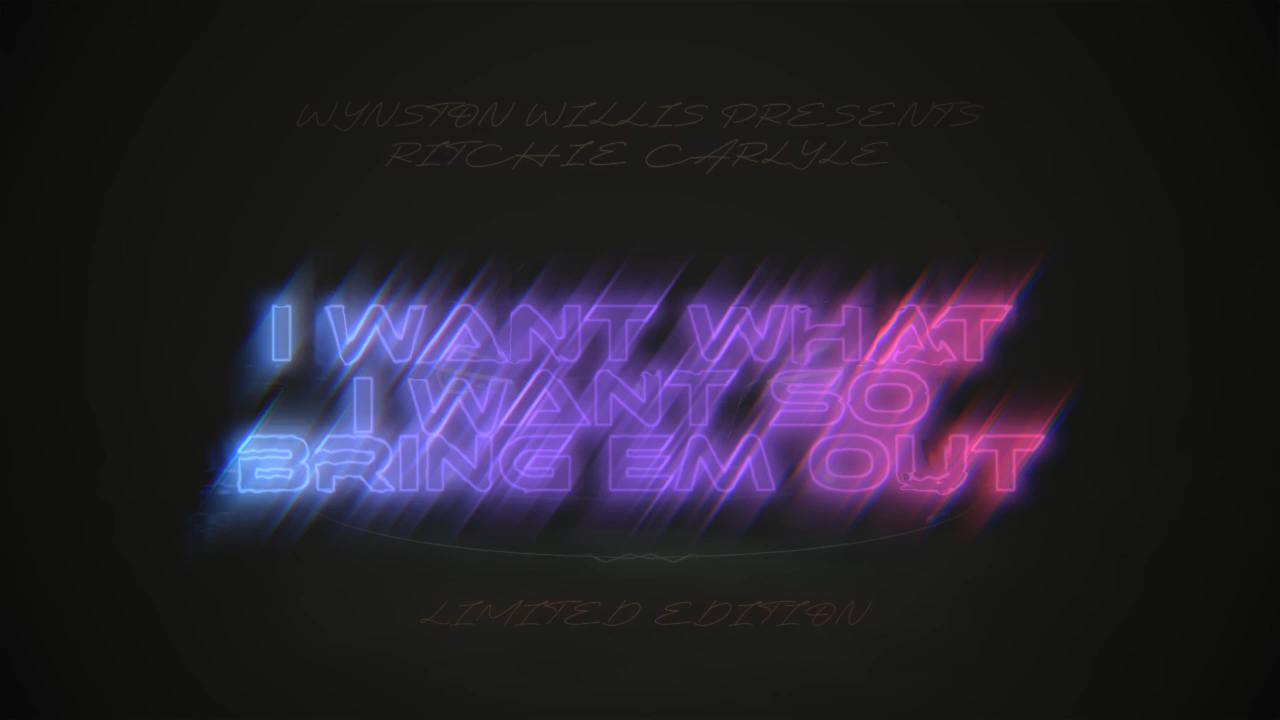 WYNSTON WILLIS PRESENTS
RITCHIE CARLYLE
I WANT WHAT
I WANT SO
BRING EM OUT
LIMITED EDITION